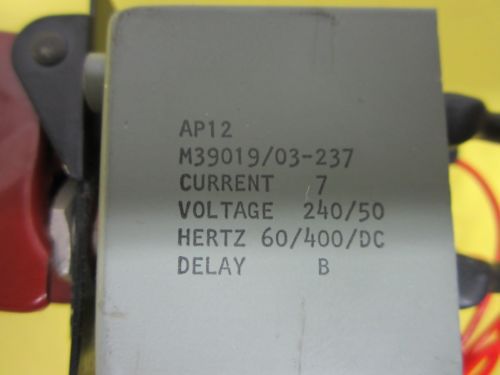 AP12
M39019/03-237
CURRENT 7
VOLTAGE 240/50
HERTZ 60/400/DC
DELAY B